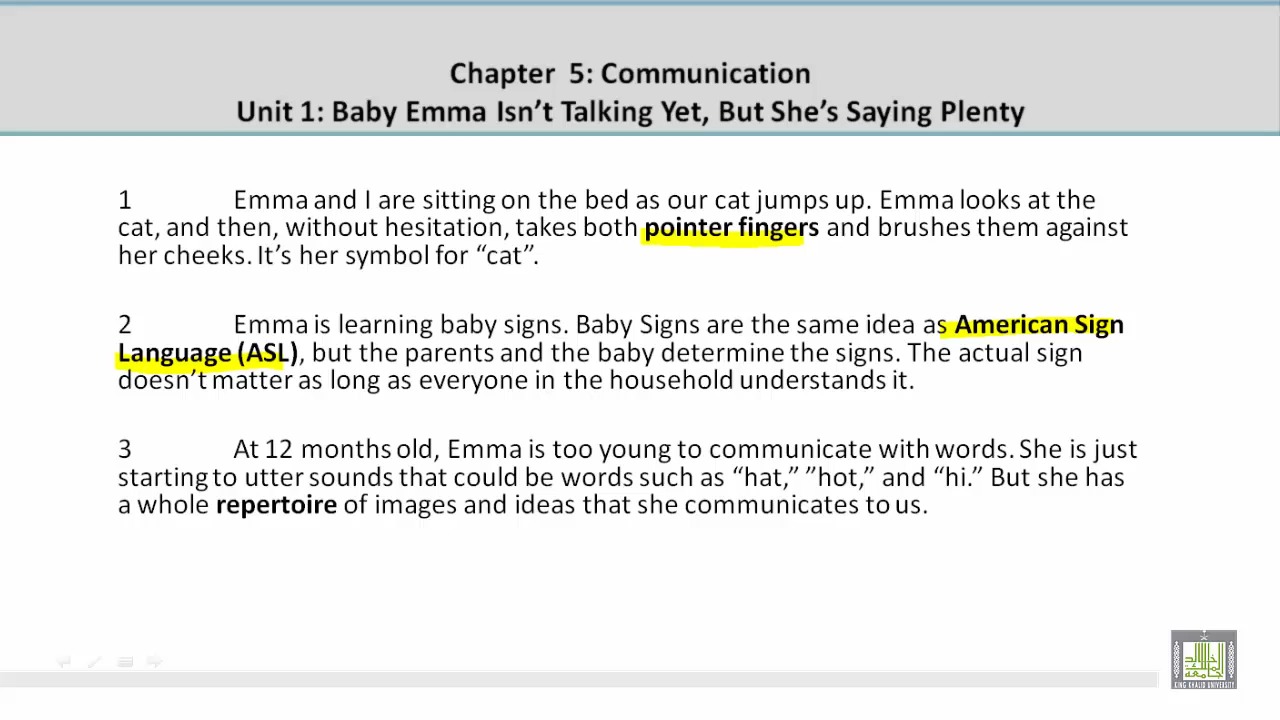 Chapter 5: Communication
Unit 1: Baby Emma Isn't Talking Yet, But She's Saying Plenty
1 Emma and I are sitting on the bed as our cat jumps up. Emma looks at the
cat, and then, without hesitation, takes both pointer fingers and brushes them against
her cheeks. It's her symbol for “cat”.
2 Emma is learning baby signs. Baby Signs are the same idea as American Sign
Language (ASL), but the parents and the baby determine the signs. The actual sign
doesn't matter as long as everyone in the household understands it.
3 At 12 months old, Emma is too young to communicate with words. She is just
starting to utter sounds that could be words such as “hat,” ”hot,” and “hi.” But she has
a whole repertoire of images and ideas that she communicates to us.
KING KHALID UNIVERSITY